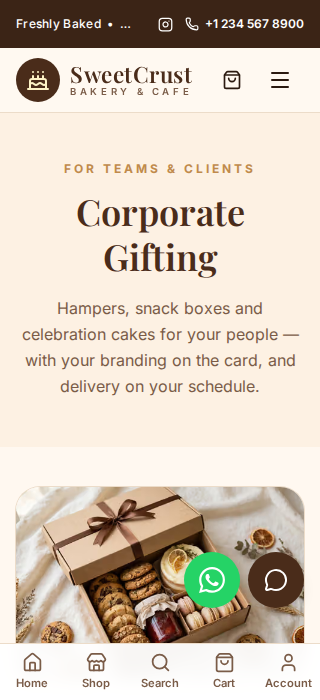 Freshly Baked • ...
+1 234 567 8900
SweetCrust
BAKERY & CAFE
FOR TEAMS & CLIENTS
Corporate
Gifting
Hampers, snack boxes and
celebration cakes for your people —
with your branding on the card, and
delivery on your schedule.
Home Shop Search Cart Account